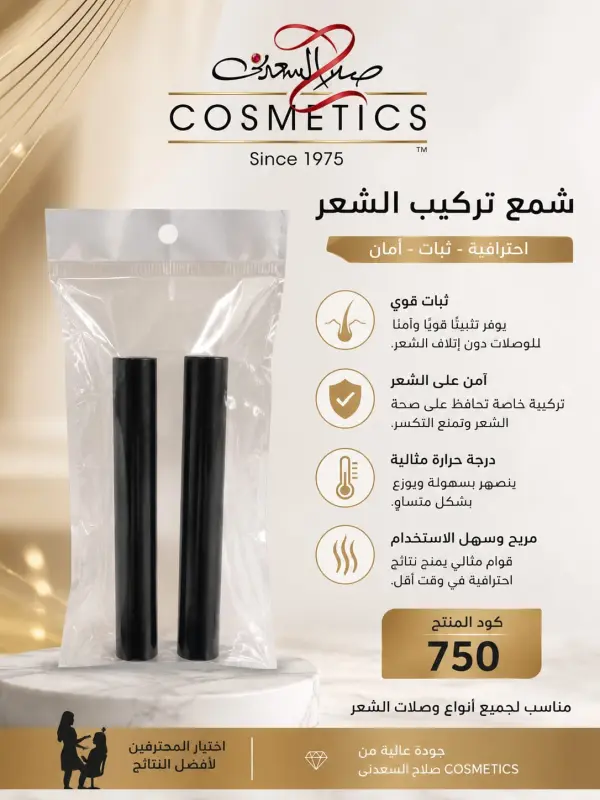 صلاح السعدنى
COSMETICS
TM
Since 1975
شمع تركيب الشعر
احترافية - ثبات - أمان
ثبات قوي
يوفر تثبيتًا قويًا وآمنًا
للوصلات دون إتلاف الشعر.
آمن على الشعر
تركيبة خاصة تحافظ على صحة
الشعر وتمنع التكسر.
درجة حرارة مثالية
ينصهر بسهولة ويوزع
بشكل متساوٍ.
مريح وسهل الاستخدام
قوام مثالي يمنح نتائج
احترافية في وقت أقل.
كود المنتج
750
مناسب لجميع أنواع وصلات الشعر
جودة عالية من
COSMETICS صلاح السعدنى
اختيار المحترفين
لأفضل النتائج